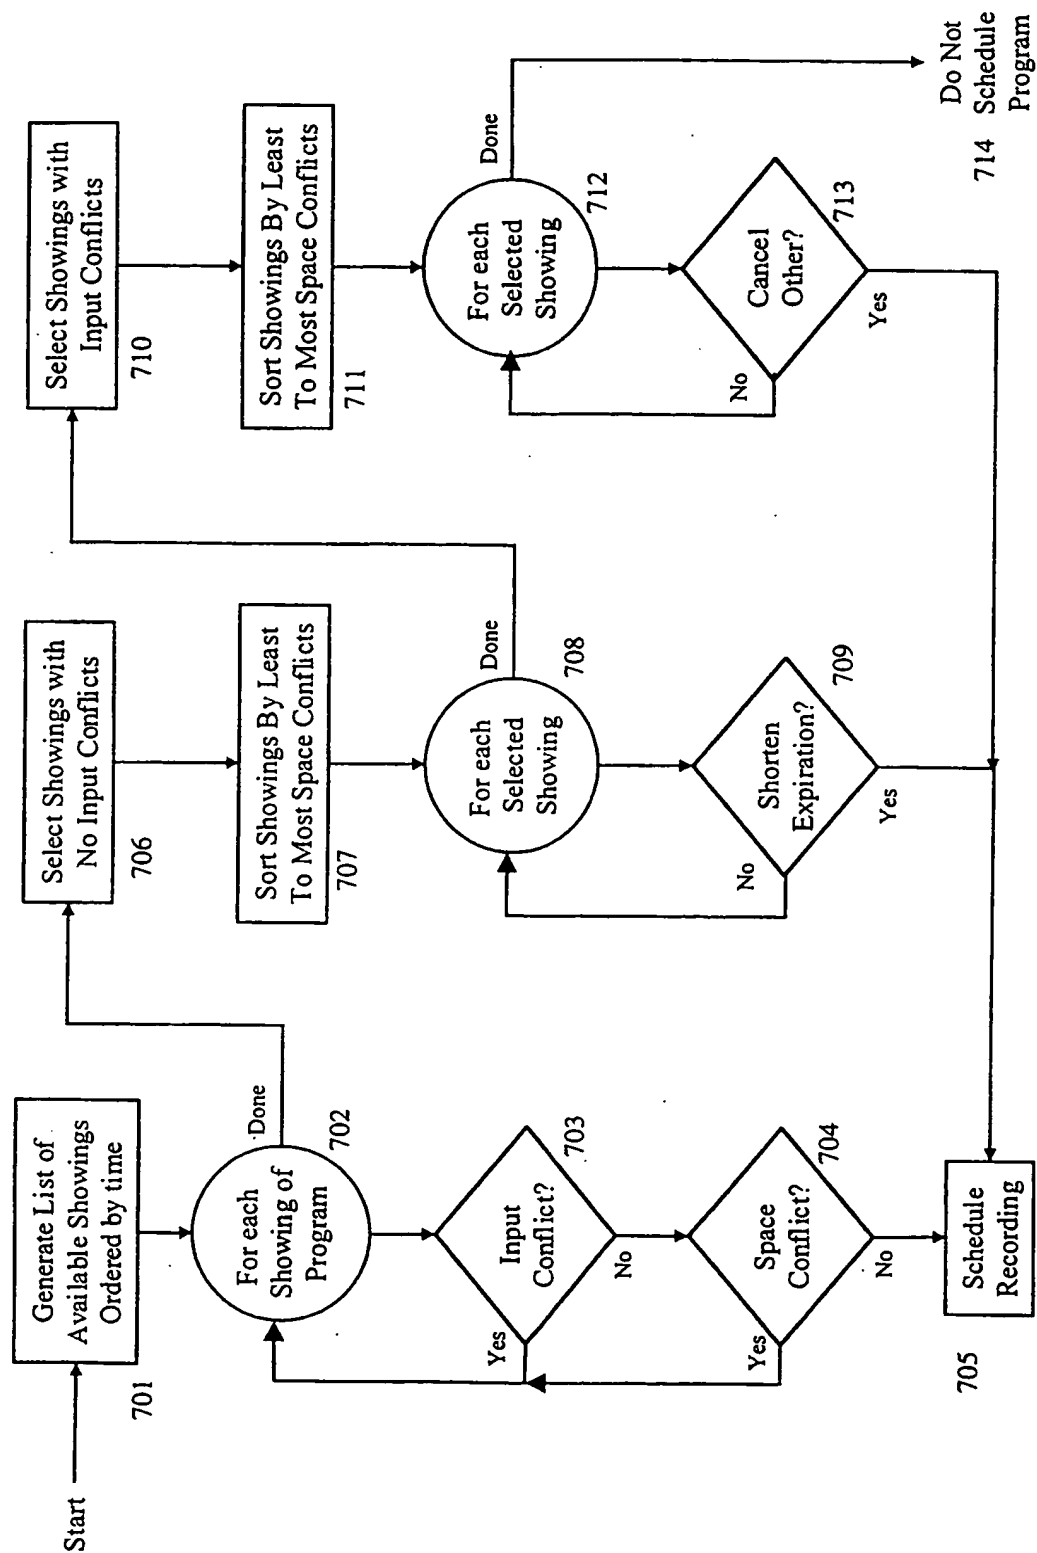 Start
Generate List of
Available Showings
Ordered by time
701
For each
Showing of
Program
702
Done
Input
Conflict?
703
Yes
No
Space
Conflict?
704
Yes
No
Schedule
Recording
705
Select Showings with
No Input Conflicts
706
Sort Showings By Least
To Most Space Conflicts
707
For each
Selected
Showing
708
Done
Shorten
Expiration?
709
No
Yes
Select Showings with
Input Conflicts
710
Sort Showings By Least
To Most Space Conflicts
711
For each
Selected
Showing
712
Done
Cancel
Other?
713
No
Yes
Do Not
Schedule
Program
714